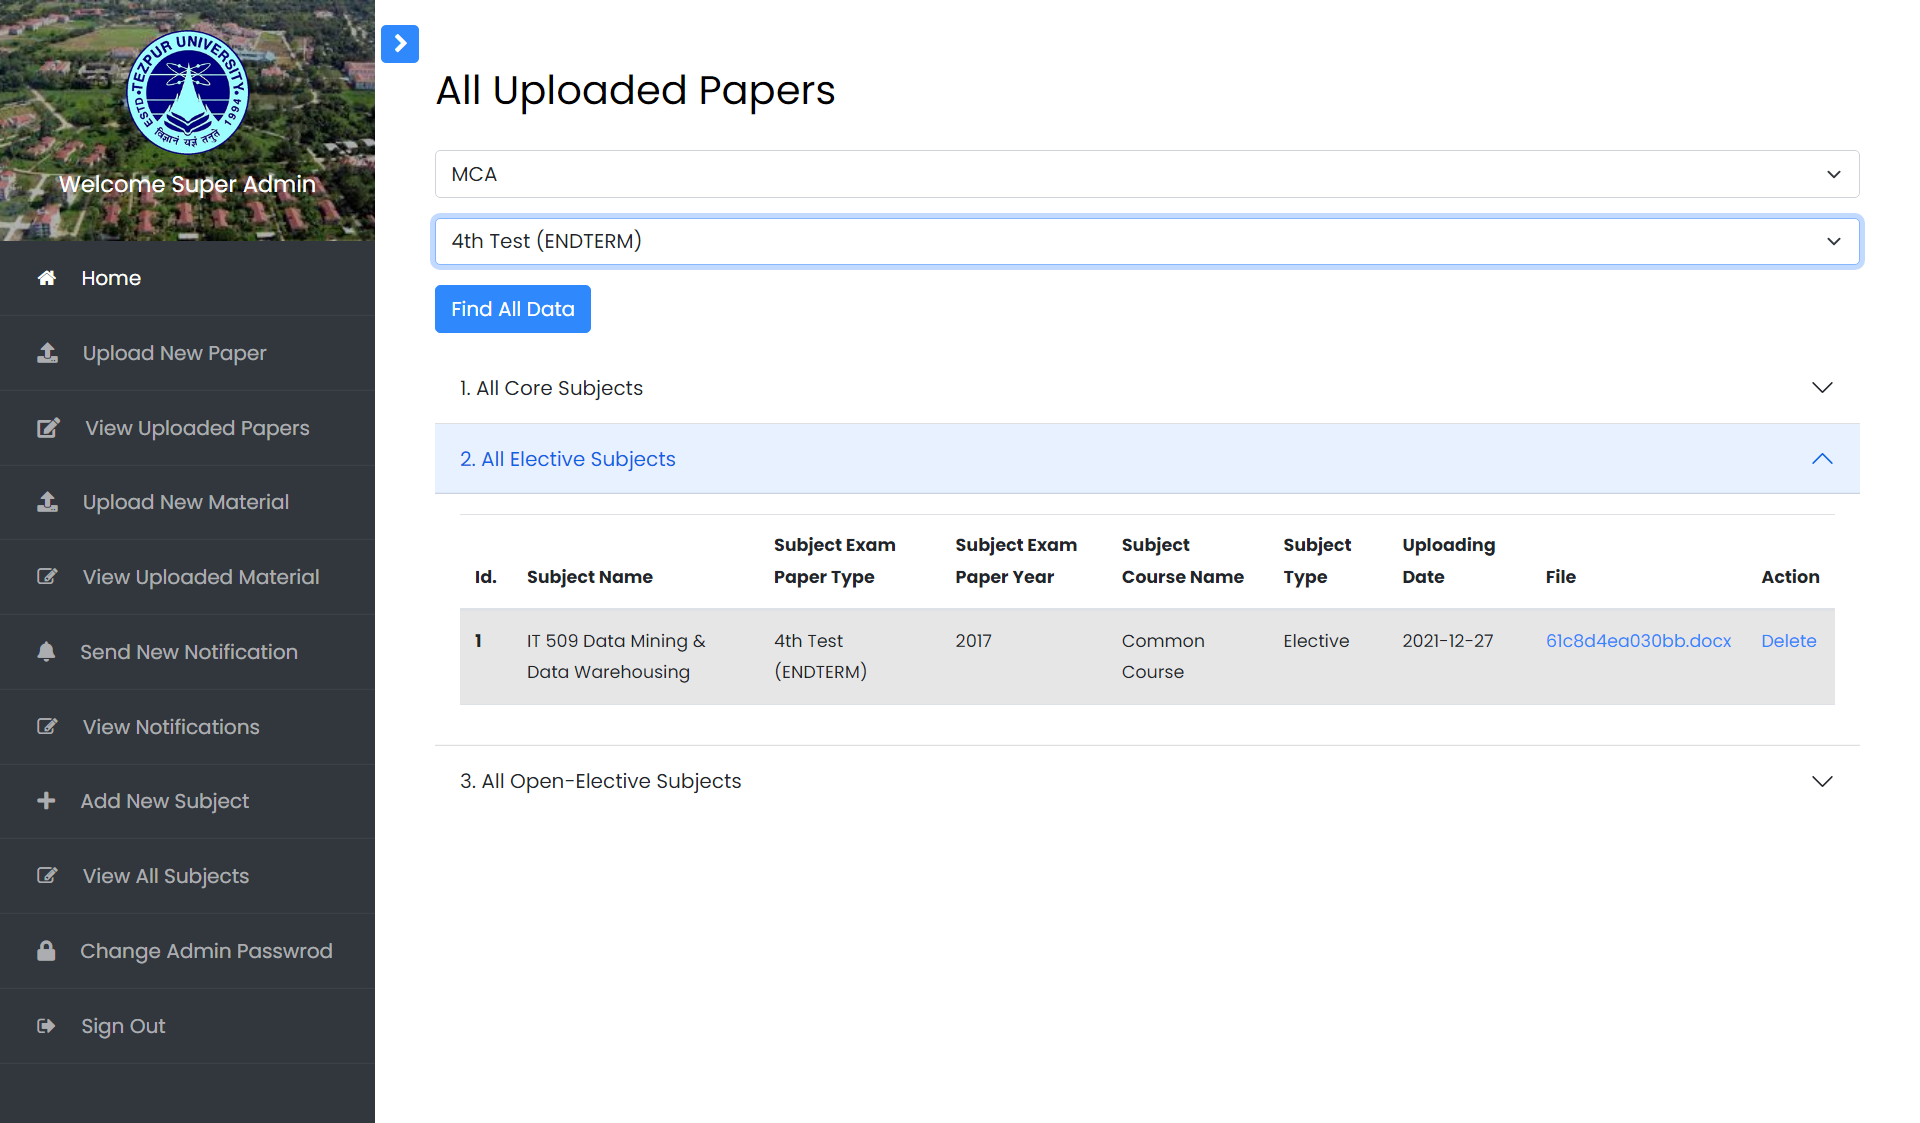 TEZPUR UNIVERSITY
ESTD
1994
विज्ञानं यज्ञं तनुते
Welcome Super Admin
Home
Upload New Paper
View Uploaded Papers
Upload New Material
View Uploaded Material
Send New Notification
View Notifications
Add New Subject
View All Subjects
Change Admin Passwrod
Sign Out
All Uploaded Papers
MCA
4th Test (ENDTERM)
Find All Data
1. All Core Subjects
2. All Elective Subjects
Id. Subject Name Subject Exam Paper Type Subject Exam Paper Year Subject Course Name Subject Type Uploading Date File Action
1 IT 509 Data Mining & Data Warehousing 4th Test (ENDTERM) 2017 Common Course Elective 2021-12-27 61c8d4ea030bb.docx Delete
3. All Open-Elective Subjects